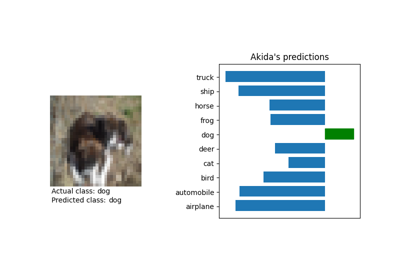 Akida's predictions
truck
ship
horse
frog
dog
deer
cat
bird
automobile
airplane
Actual class: dog
Predicted class: dog